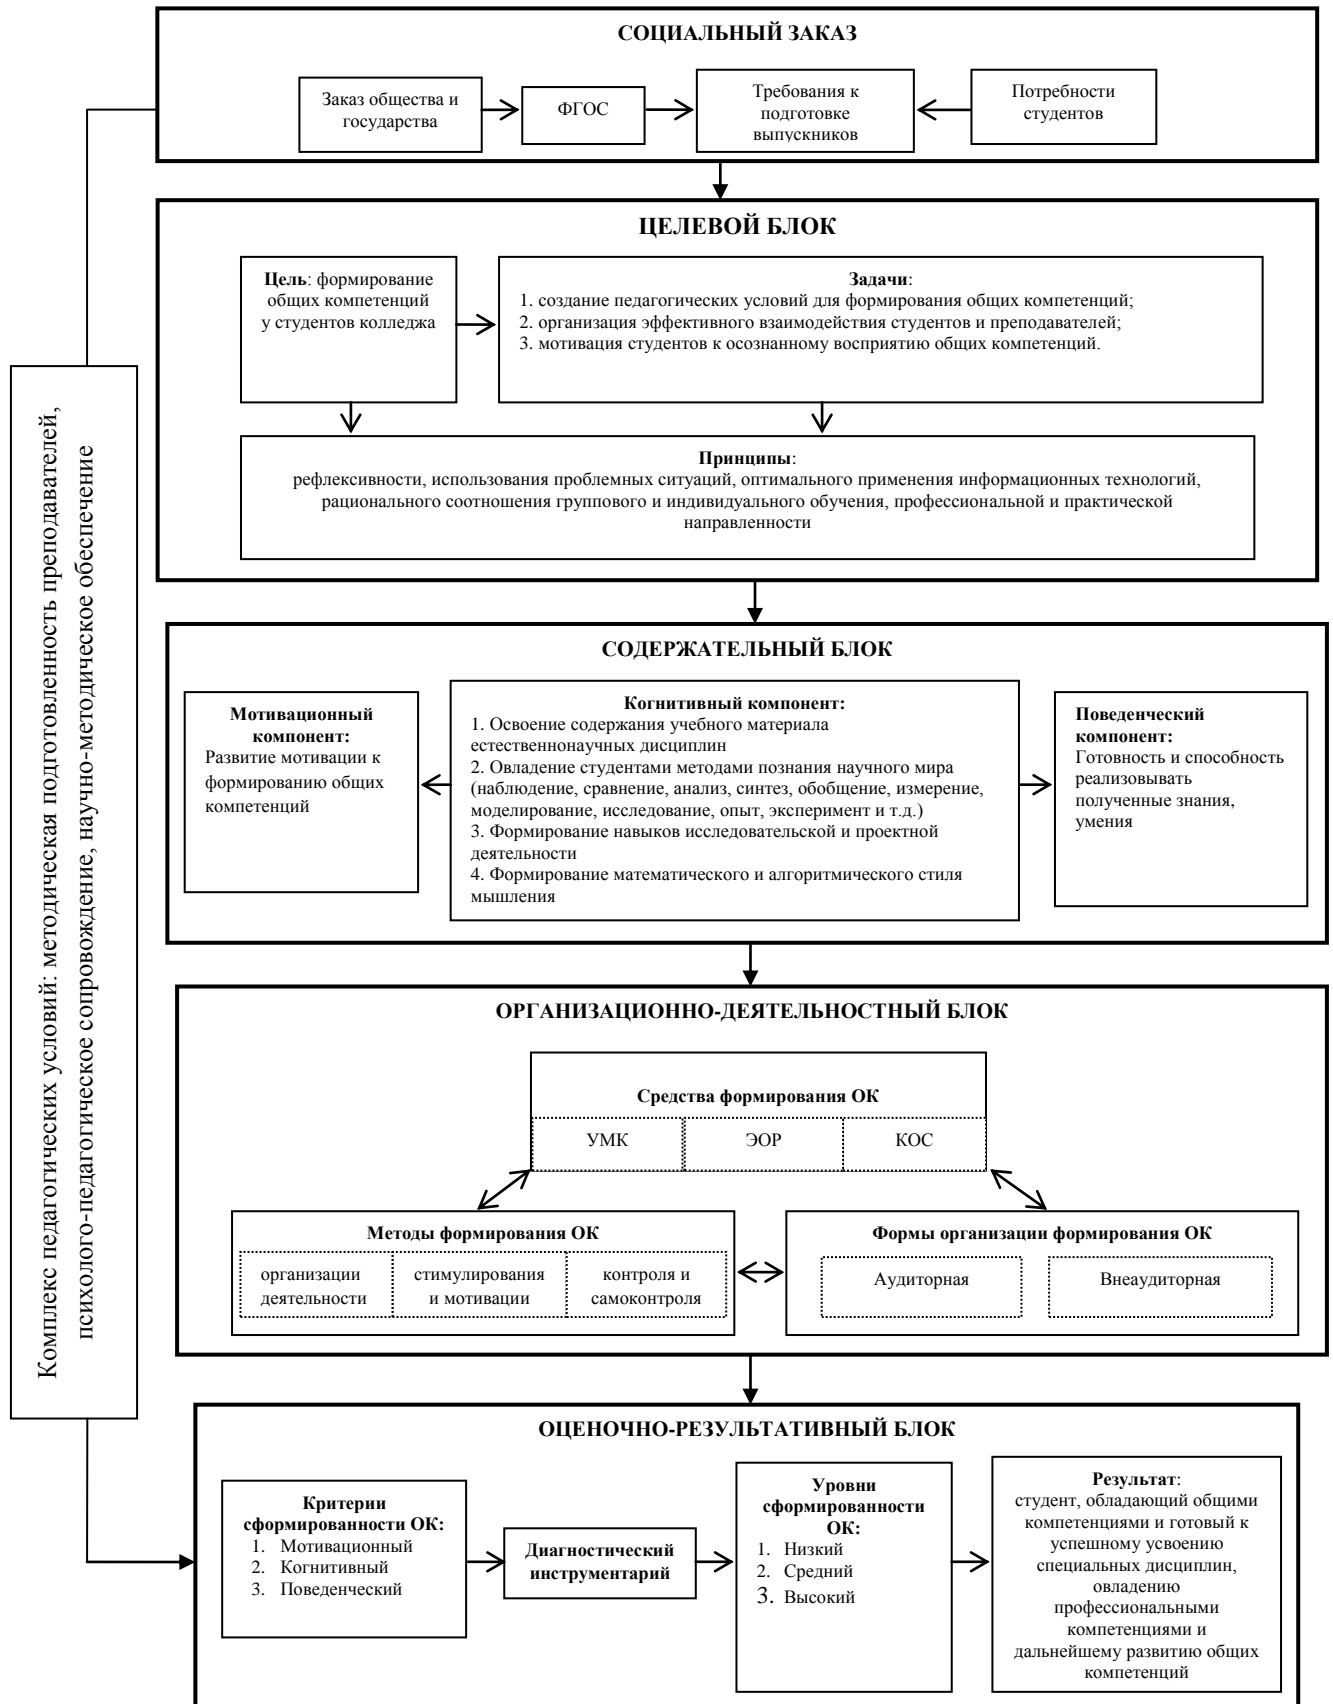 СОЦИАЛЬНЫЙ ЗАКАЗ
Заказ общества и
государства
ФГОС
Требования к
подготовке
выпускников
Потребности
студентов
ЦЕЛЕВОЙ БЛОК
Цель: формирование
общих компетенций
у студентов колледжа
Задачи:
1. создание педагогических условий для формирования общих компетенций;
2. организация эффективного взаимодействия студентов и преподавателей;
3. мотивация студентов к осознанному восприятию общих компетенций.
Принципы:
рефлексивности, использования проблемных ситуаций, оптимального применения информационных технологий,
рационального соотношения группового и индивидуального обучения, профессиональной и практической
направленности
Комплекс педагогических условий: методическая подготовленность преподавателей,
психолого-педагогическое сопровождение, научно-методическое обеспечение
СОДЕРЖАТЕЛЬНЫЙ БЛОК
Мотивационный
компонент:
Развитие мотивации к
формированию общих
компетенций
Когнитивный компонент:
1. Освоение содержания учебного материала
естественнонаучных дисциплин
2. Овладение студентами методами познания научного мира
(наблюдение, сравнение, анализ, синтез, обобщение, измерение,
моделирование, исследование, опыт, эксперимент и т.д.)
3. Формирование навыков исследовательской и проектной
деятельности
4. Формирование математического и алгоритмического стиля
мышления
Поведенческий
компонент:
Готовность и способность
реализовывать
полученные знания,
умения
ОРГАНИЗАЦИОННО-ДЕЯТЕЛЬНОСТНЫЙ БЛОК
Средства формирования ОК
УМК
ЭОР
КОС
Методы формирования ОК
организации
деятельности
стимулирования
и мотивации
контроля и
самоконтроля
Формы организации формирования ОК
Аудиторная
Внеаудиторная
ОЦЕНОЧНО-РЕЗУЛЬТАТИВНЫЙ БЛОК
Критерии
сформированности ОК:
1. Мотивационный
2. Когнитивный
3. Поведенческий
Диагностический
инструментарий
Уровни
сформированности
ОК:
1. Низкий
2. Средний
3. Высокий
Результат:
студент, обладающий общими
компетенциями и готовый к
успешному усвоению
специальных дисциплин,
овладению
профессиональными
компетенциями и
дальнейшему развитию общих
компетенций